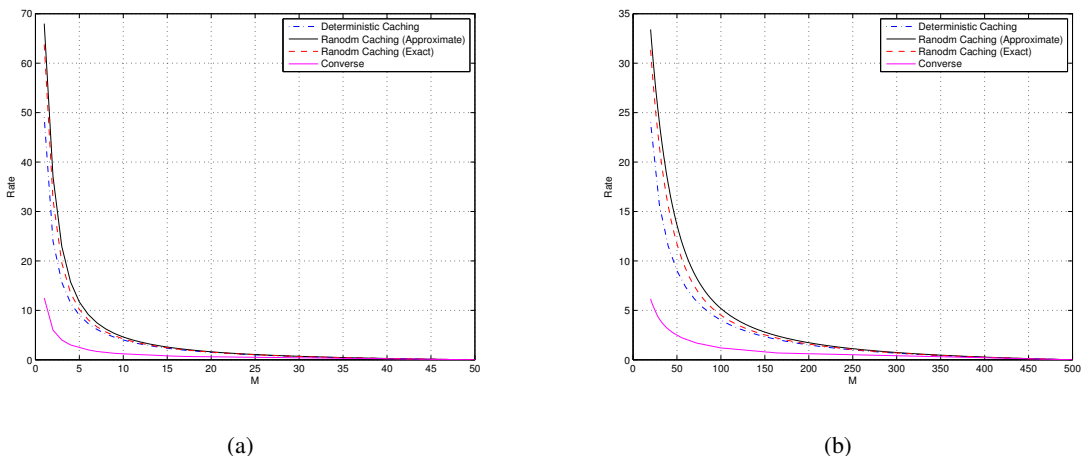 70
60
50
40
30
20
10
0
0 5 10 15 20 25 30 35 40 45 50
Rate
M
Deterministic Caching
Ranodm Caching (Approximate)
Ranodm Caching (Exact)
Converse
(a)
35
30
25
20
15
10
5
0
0 50 100 150 200 250 300 350 400 450 500
Rate
M
Deterministic Caching
Ranodm Caching (Approximate)
Ranodm Caching (Exact)
Converse
(b)